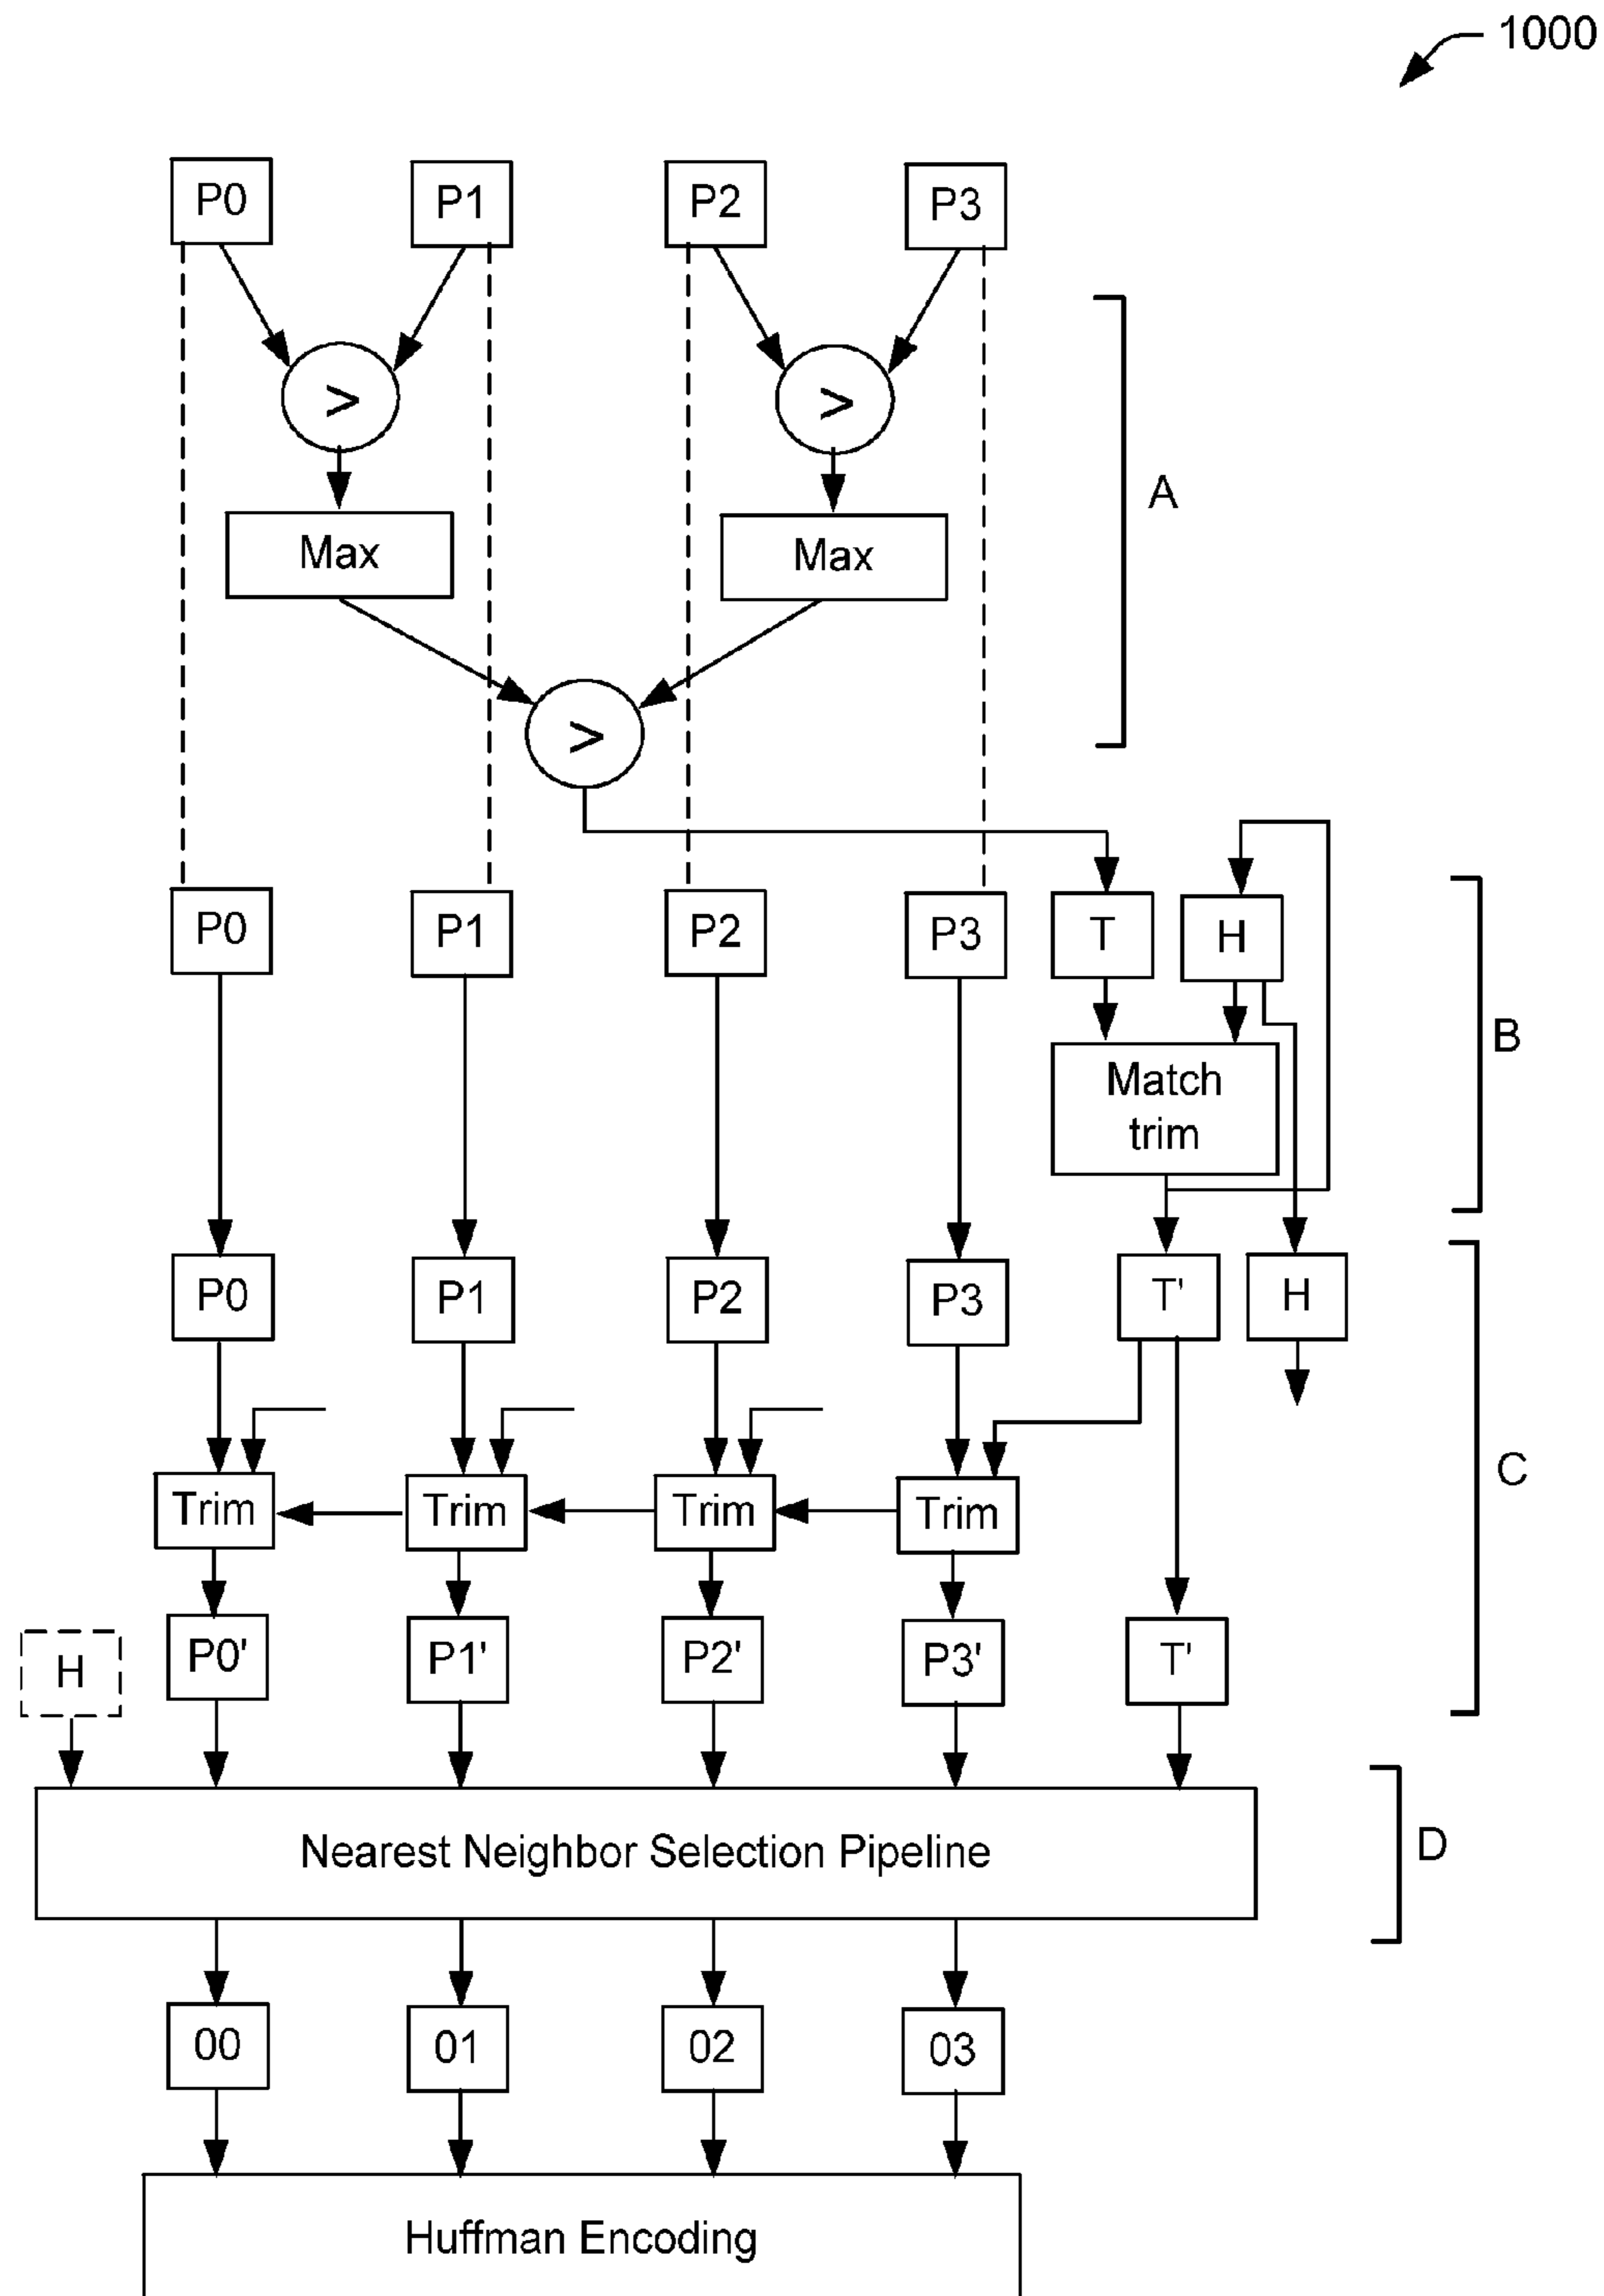 1000
P0
P1
P2
P3
>
>
A
Max
Max
>
P0
P1
P2
P3
T
H
B
Match
trim
P0
P1
P2
P3
T'
H
C
Trim
Trim
Trim
Trim
H
P0'
P1'
P2'
P3'
T'
Nearest Neighbor Selection Pipeline
D
00
01
02
03
Huffman Encoding